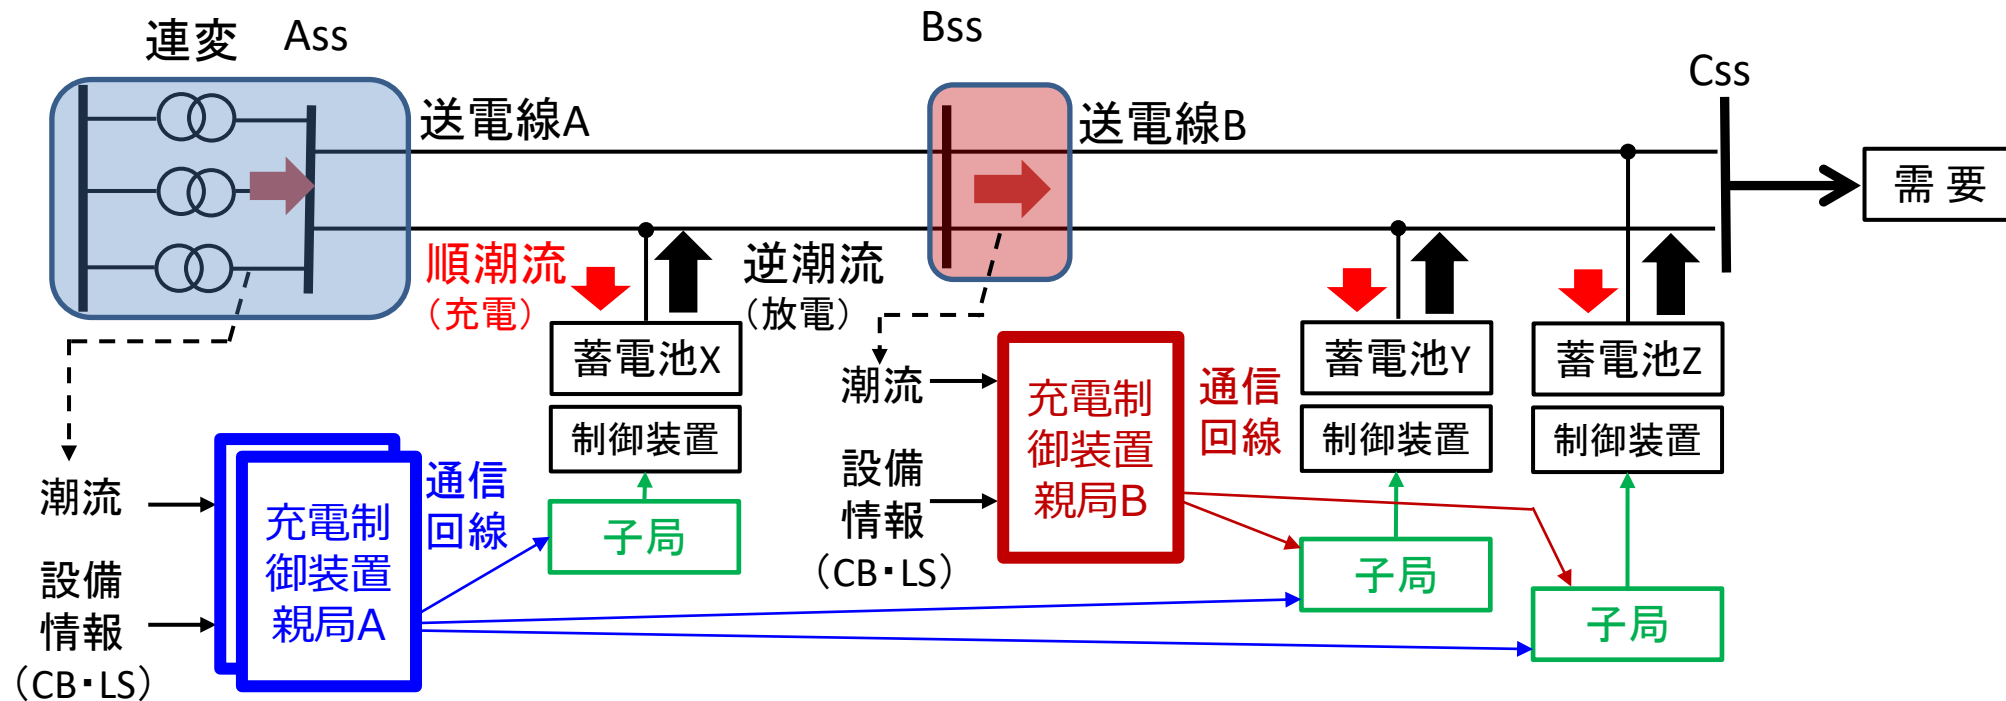 連変 Ass
Bss
Css
送電線A
送電線B
需 要
順潮流
（充電）
逆潮流
（放電）
蓄電池X
制御装置
子局
蓄電池Y
制御装置
子局
蓄電池Z
制御装置
子局
潮流
設備
情報
（CB・LS）
充電制
御装置
親局A
通信
回線
潮流
設備
情報
（CB・LS）
充電制
御装置
親局B
通信
回線